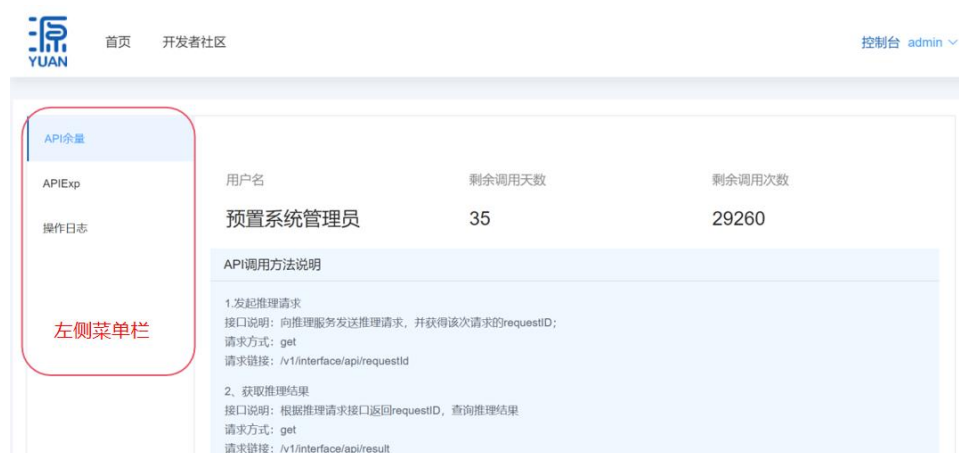 源
YUAN
首页 开发者社区 控制台 admin
API余量
APIExp
操作日志
左侧菜单栏
用户名 剩余调用天数 剩余调用次数
预置系统管理员 35 29260
API调用方法说明
1.发起推理请求
接口说明：向推理服务发送推理请求，并获得该次请求的requestID；
请求方式：get
请求链接：/v1/interface/api/requestId
2、获取推理结果
接口说明：根据推理请求接口返回requestID，查询推理结果
请求方式：get
请求链接：/v1/interface/api/result